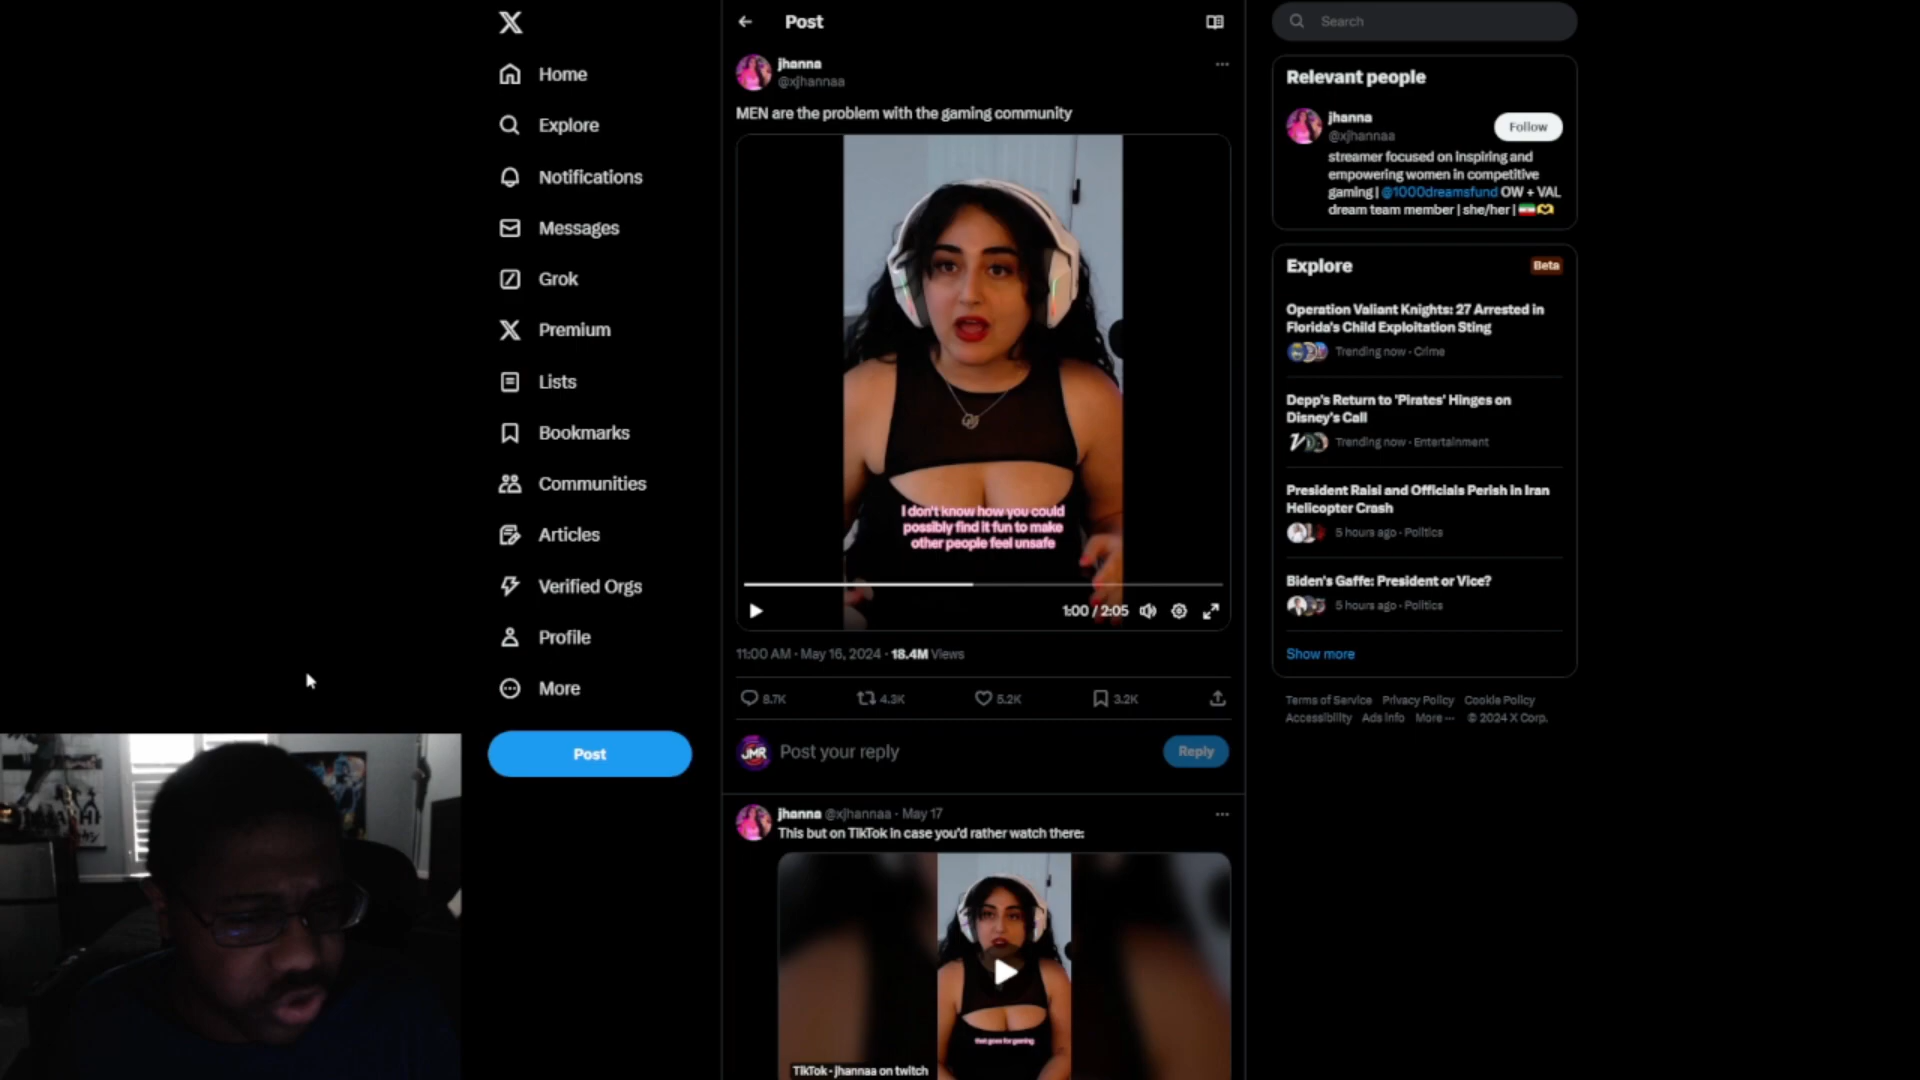 Home
Explore
Notifications
Messages
Grok
Premium
Lists
Bookmarks
Communities
Articles
Verified Orgs
Profile
More
Post
Post
jhanna
@xjhannaa
MEN are the problem with the gaming community
I don't know how you could
possibly find it fun to make
other people feel unsafe
1:00 / 2:05
11:00 AM · May 16, 2024 · 18.4M Views
8.7K 4.3K 5.2K 3.2K
JMR Post your reply Reply
jhanna @xjhannaa · May 17
This but on TikTok in case you'd rather watch there:
that goes for gaming
TikTok · jhannaa on twitch
Search
Relevant people
jhanna
@xjhannaa
Follow
streamer focused on inspiring and
empowering women in competitive
gaming | @1000dreamsfund OW + VAL
dream team member | she/her |
Explore Beta
Operation Valiant Knights: 27 Arrested in
Florida's Child Exploitation Sting
Trending now · Crime
Depp's Return to 'Pirates' Hinges on
Disney's Call
Trending now · Entertainment
President Raisi and Officials Perish in Iran
Helicopter Crash
5 hours ago · Politics
Biden's Gaffe: President or Vice?
5 hours ago · Politics
Show more
Terms of Service Privacy Policy Cookie Policy
Accessibility Ads info More ··· © 2024 X Corp.